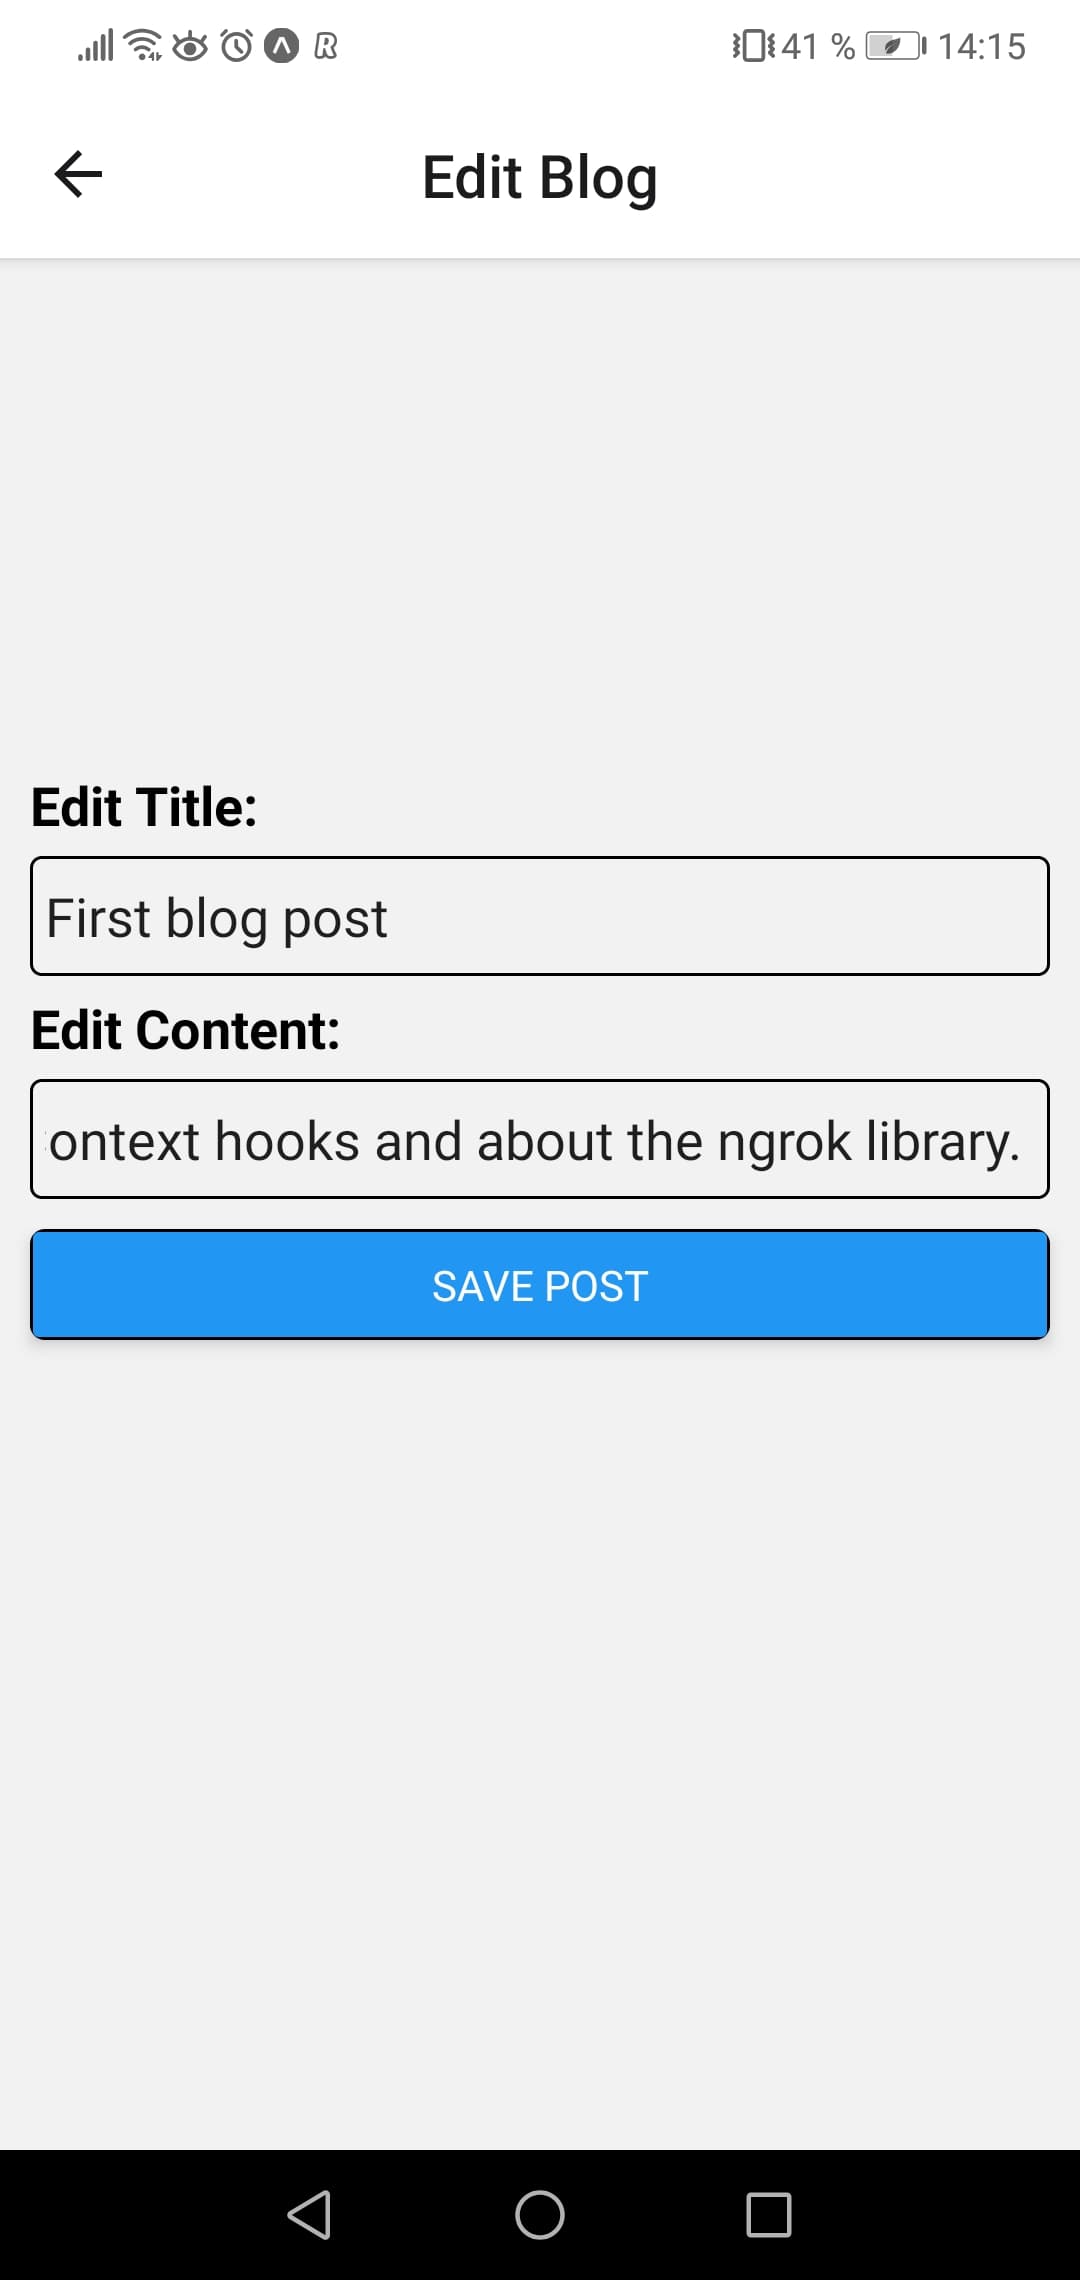 41 % 14:15
Edit Blog
Edit Title:
First blog post
Edit Content:
ontext hooks and about the ngrok library.
SAVE POST